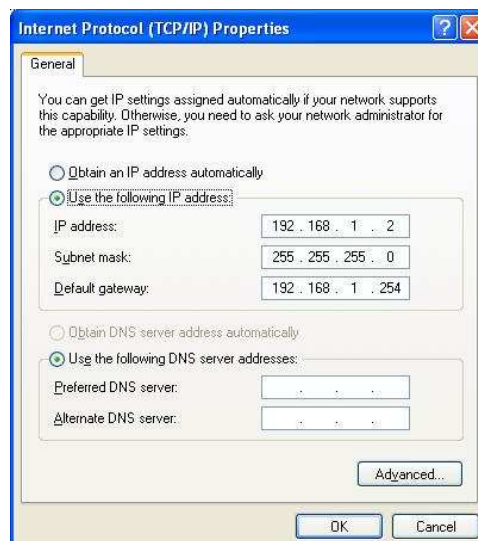 Internet Protocol (TCP/IP) Properties
General
You can get IP settings assigned automatically if your network supports
this capability. Otherwise, you need to ask your network administrator for
the appropriate IP settings.
Obtain an IP address automatically
Use the following IP address:
IP address: 192 . 168 . 1 . 2
Subnet mask: 255 . 255 . 255 . 0
Default gateway: 192 . 168 . 1 . 254
Obtain DNS server address automatically
Use the following DNS server addresses:
Preferred DNS server: . . .
Alternate DNS server: . . .
Advanced...
OK Cancel